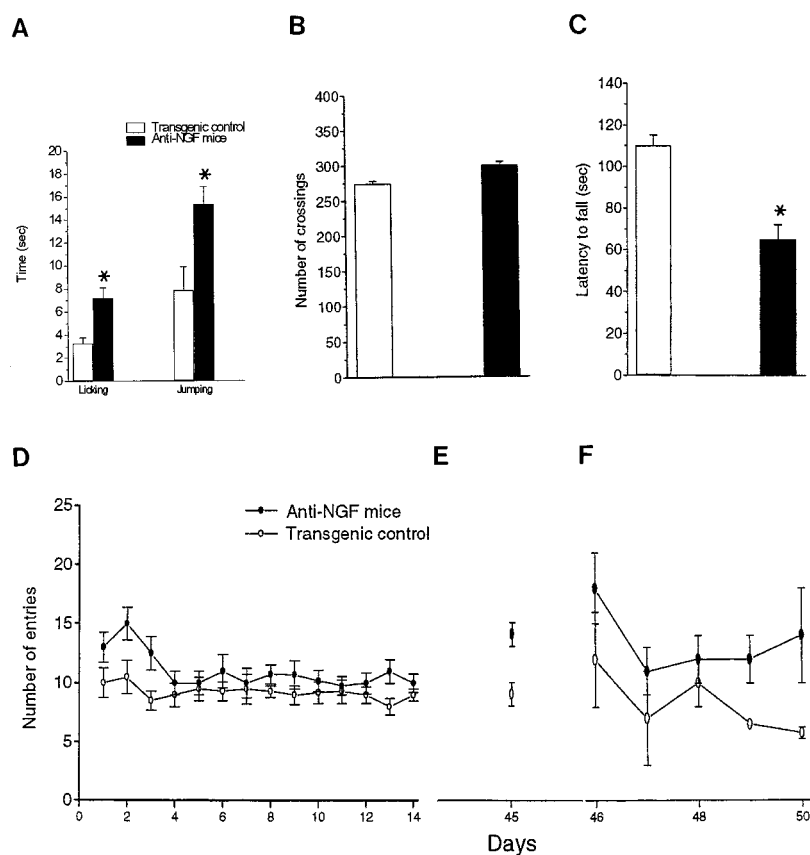 A
Transgenic control
Anti-NGF mice
20
18
16
14
12
10
8
6
4
2
0
Time (sec)
*
*
Licking
Jumping
B
400
350
300
250
200
150
100
50
0
Number of crossings
C
140
120
100
80
60
40
20
0
Latency to fall (sec)
*
D
E
F
25
20
15
10
5
0
Number of entries
Anti-NGF mice
Transgenic control
0 2 4 6 8 10 12 14
45
46 48 50
Days